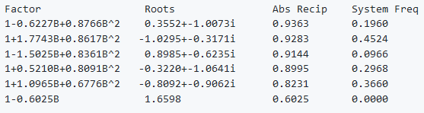 Factor Roots Abs Recip System Freq
1-0.6227B+0.8766B^2 0.3552+-1.0073i 0.9363 0.1960
1+1.7743B+0.8617B^2 -1.0295+-0.3171i 0.9283 0.4524
1-1.5025B+0.8361B^2 0.8985+-0.6235i 0.9144 0.0966
1+0.5210B+0.8091B^2 -0.3220+-1.0641i 0.8995 0.2968
1+1.0965B+0.6776B^2 -0.8092+-0.9062i 0.8231 0.3660
1-0.6025B 1.6598 0.6025 0.0000